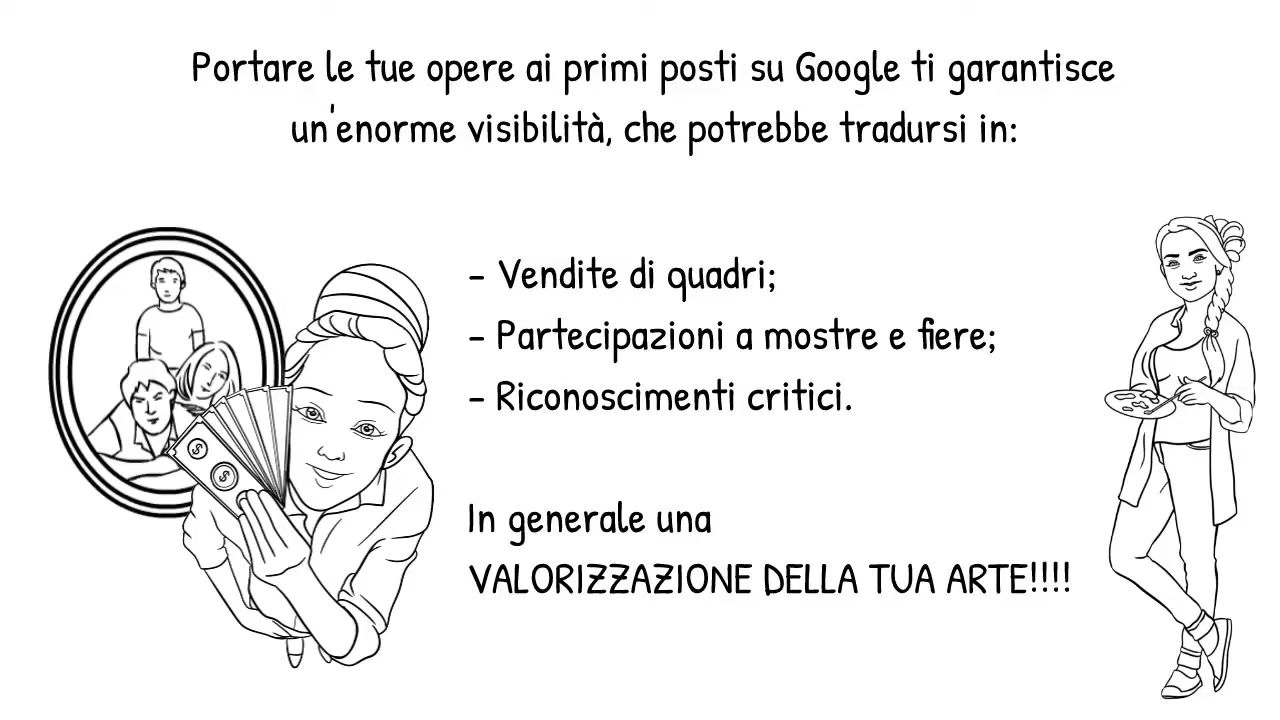 Portare le tue opere ai primi posti su Google ti garantisce
un'enorme visibilità, che potrebbe tradursi in:
- Vendite di quadri;
- Partecipazioni a mostre e fiere;
- Riconoscimenti critici.
In generale una
VALORIZZAZIONE DELLA TUA ARTE!!!!
$
$